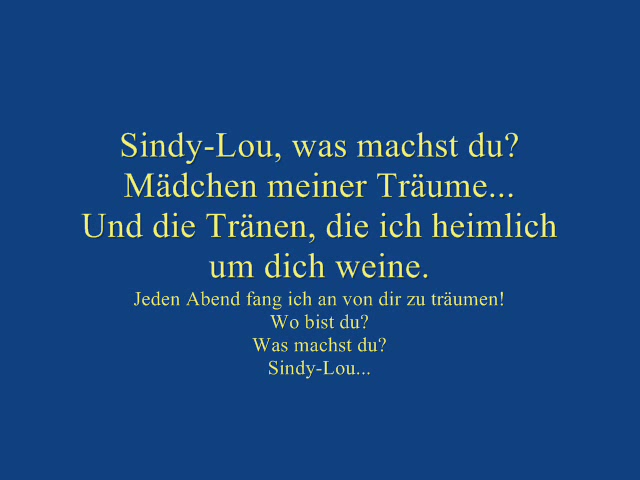 Sindy-Lou, was machst du?
Mädchen meiner Träume...
Und die Tränen, die ich heimlich
um dich weine.
Jeden Abend fang ich an von dir zu träumen!
Wo bist du?
Was machst du?
Sindy-Lou...